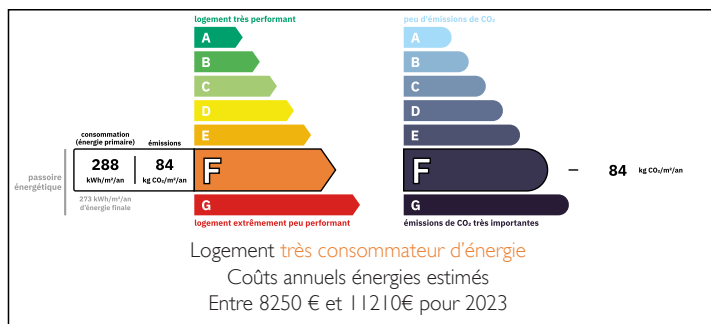 logement très performant
A
B
C
D
E
F
G
logement extrêmement peu performant
consommation
(énergie primaire)
émissions
288
84
kWh/m²/an
kg CO₂/m²/an
passoire
énergétique
273 kWh/m²/an
d'énergie finale
peu d'émissions de CO₂
A
B
C
D
E
F
G
84 kg CO₂/m²/an
émissions de CO₂ très importantes
Logement très consommateur d'énergie
Coûts annuels énergies estimés
Entre 8250 € et 11210€ pour 2023